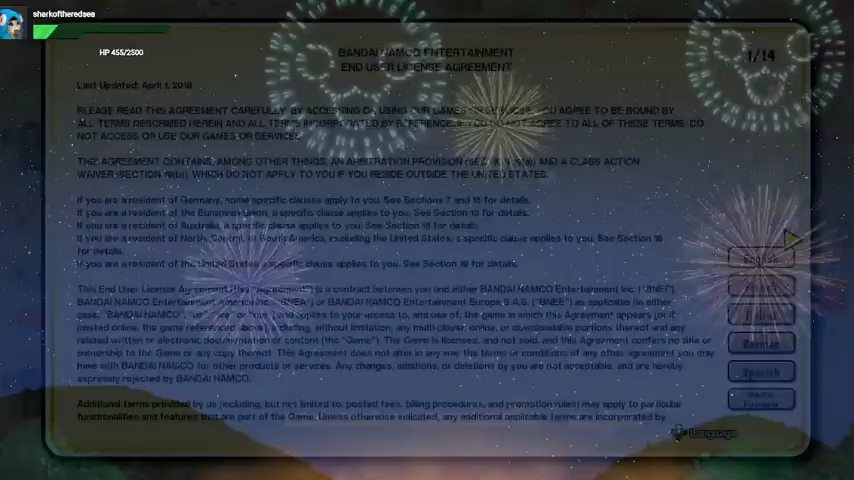 sharkoftheredsea
HP 455/2500
BANDAI NAMCO ENTERTAINMENT
END USER LICENSE AGREEMENT
1/14
Last Updated: April 1, 2018
PLEASE READ THIS AGREEMENT CAREFULLY. BY ACCESSING OR USING OUR GAMES OR SERVICES, YOU AGREE TO BE BOUND BY
ALL TERMS DESCRIBED HEREIN AND ALL TERMS INCORPORATED BY REFERENCE. IF YOU DO NOT AGREE TO ALL OF THESE TERMS, DO
NOT ACCESS OR USE OUR GAMES OR SERVICES.
THIS AGREEMENT CONTAINS, AMONG OTHER THINGS, AN ARBITRATION PROVISION AND A CLASS ACTION
WAIVER (SECTION 19(b)), WHICH DO NOT APPLY TO YOU IF YOU RESIDE OUTSIDE THE UNITED STATES.
If you are a resident of Germany, some specific clauses apply to you. See Sections 7 and 15 for details.
If you are a resident of the European Union, a specific clause applies to you. See Section 10 for details.
If you are a resident of Australia, a specific clause applies to you. See Section 18 for details.
If you are a resident of North, Central, or South America, excluding the United States, a specific clause applies to you. See Section 18
for details.
If you are a resident of the United States a specific clause applies to you. See Section 19 for details.
This End User License Agreement (this "Agreement") is a contract between you and either BANDAI NAMCO Entertainment Inc. ("BNEI"),
BANDAI NAMCO Entertainment America Inc. ("BNEA") or BANDAI NAMCO Entertainment Europe S.A.S. ("BNEE") as applicable (in either
case, "BANDAI NAMCO", "us", "we" or "our") and applies to your access to, and use of, the game in which this Agreement appears (or if
posted online, the game referenced above) including, without limitation, any multi-player, online, or downloadable portions thereof and any
related written or electronic documentation or content (the "Game"). The Game is licensed, and not sold, and this Agreement confers no title or
ownership to the Game or any copy thereof. This Agreement does not alter in any way the terms or conditions of any other agreement you may
have with BANDAI NAMCO for other products or services. Any changes, additions, or deletions by you are not acceptable, and are hereby
expressly rejected by BANDAI NAMCO.
Additional terms provided by us (including, but not limited to, posted fees, billing procedures, and promotion rules) may apply to particular
functionalities and features that are part of the Game. Unless otherwise indicated, any additional applicable terms are incorporated by
English
French
Italian
German
Spanish
Language